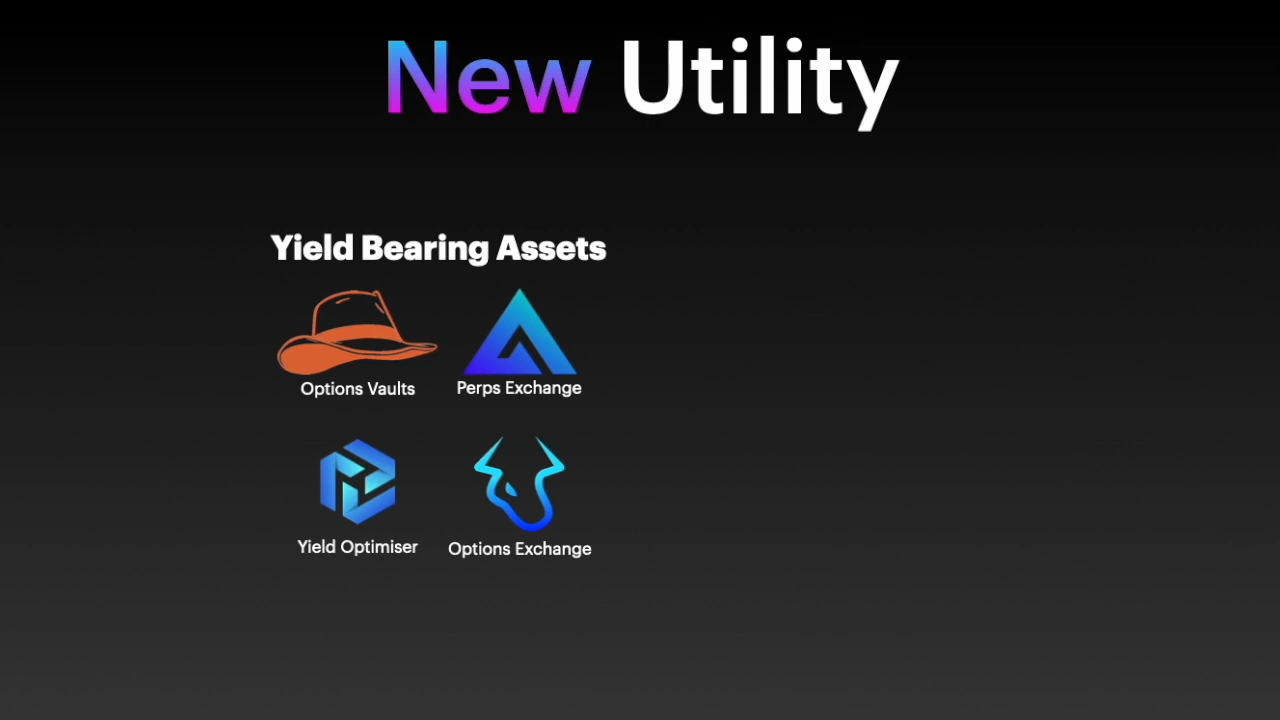 New Utility
Yield Bearing Assets
Options Vaults
Perps Exchange
Yield Optimiser
Options Exchange